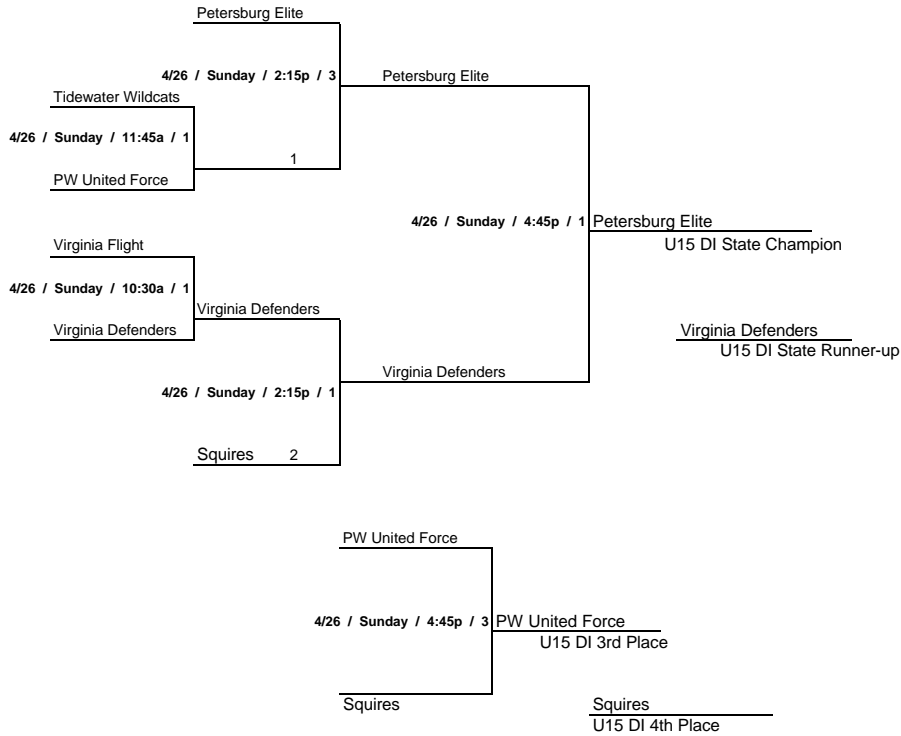 Petersburg Elite
4/26 / Sunday / 2:15p / 3
Petersburg Elite
Tidewater Wildcats
4/26 / Sunday / 11:45a / 1
1
PW United Force
4/26 / Sunday / 4:45p / 1
Petersburg Elite
U15 DI State Champion
Virginia Flight
4/26 / Sunday / 10:30a / 1
Virginia Defenders
Virginia Defenders
Virginia Defenders
U15 DI State Runner-up
Virginia Defenders
4/26 / Sunday / 2:15p / 1
Squires 2
PW United Force
4/26 / Sunday / 4:45p / 3
PW United Force
U15 DI 3rd Place
Squires
Squires
U15 DI 4th Place